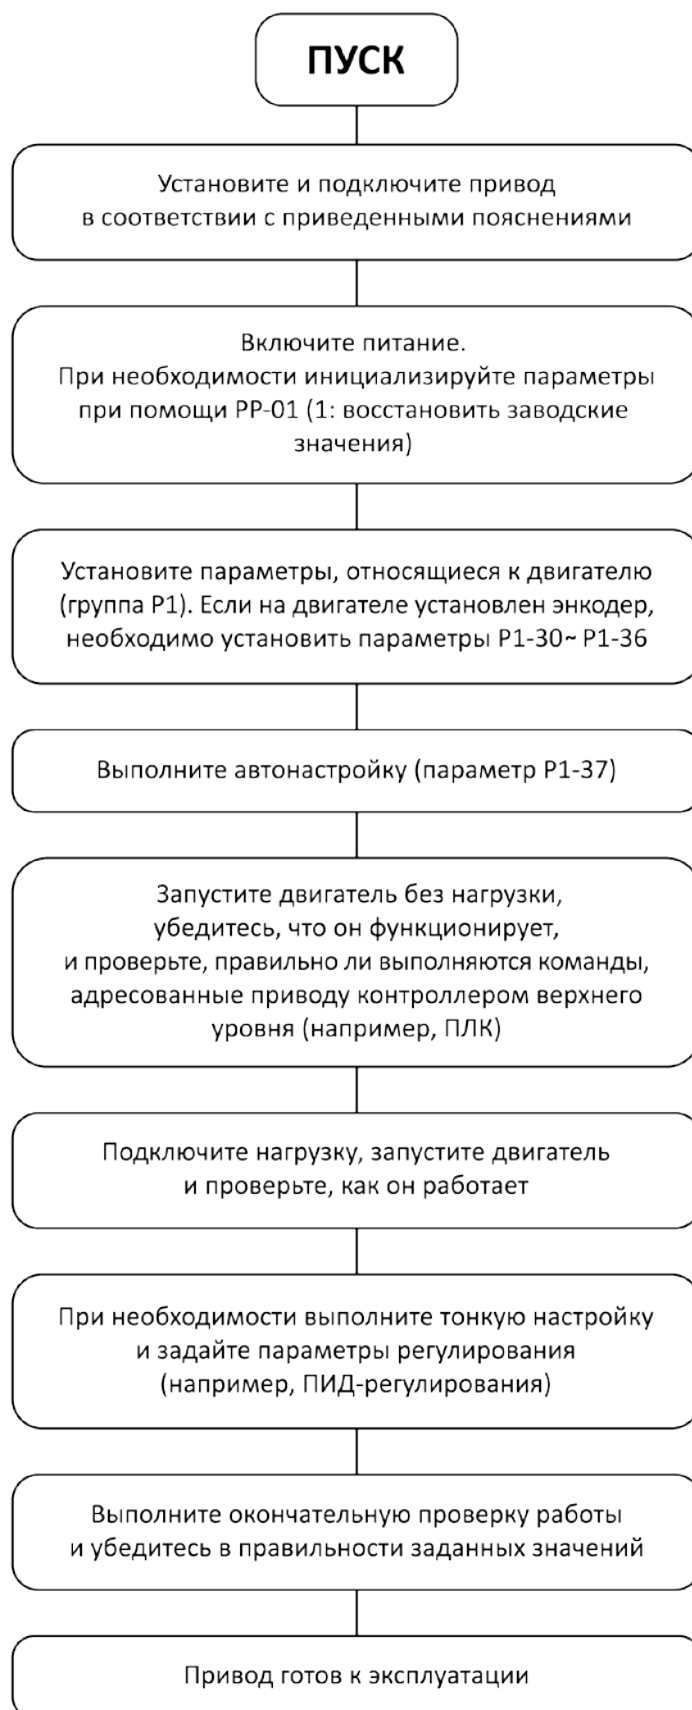 ПУСК
Установите и подключите привод
в соответствии с приведенными пояснениями
Включите питание.
При необходимости инициализируйте параметры
при помощи PP-01 (1: восстановить заводские
значения)
Установите параметры, относящиеся к двигателю
(группа P1). Если на двигателе установлен энкодер,
необходимо установить параметры P1-30~ P1-36
Выполните автонастройку (параметр P1-37)
Запустите двигатель без нагрузки,
убедитесь, что он функционирует,
и проверьте, правильно ли выполняются команды,
адресованные приводу контроллером верхнего
уровня (например, ПЛК)
Подключите нагрузку, запустите двигатель
и проверьте, как он работает
При необходимости выполните тонкую настройку
и задайте параметры регулирования
(например, ПИД-регулирования)
Выполните окончательную проверку работы
и убедитесь в правильности заданных значений
Привод готов к эксплуатации